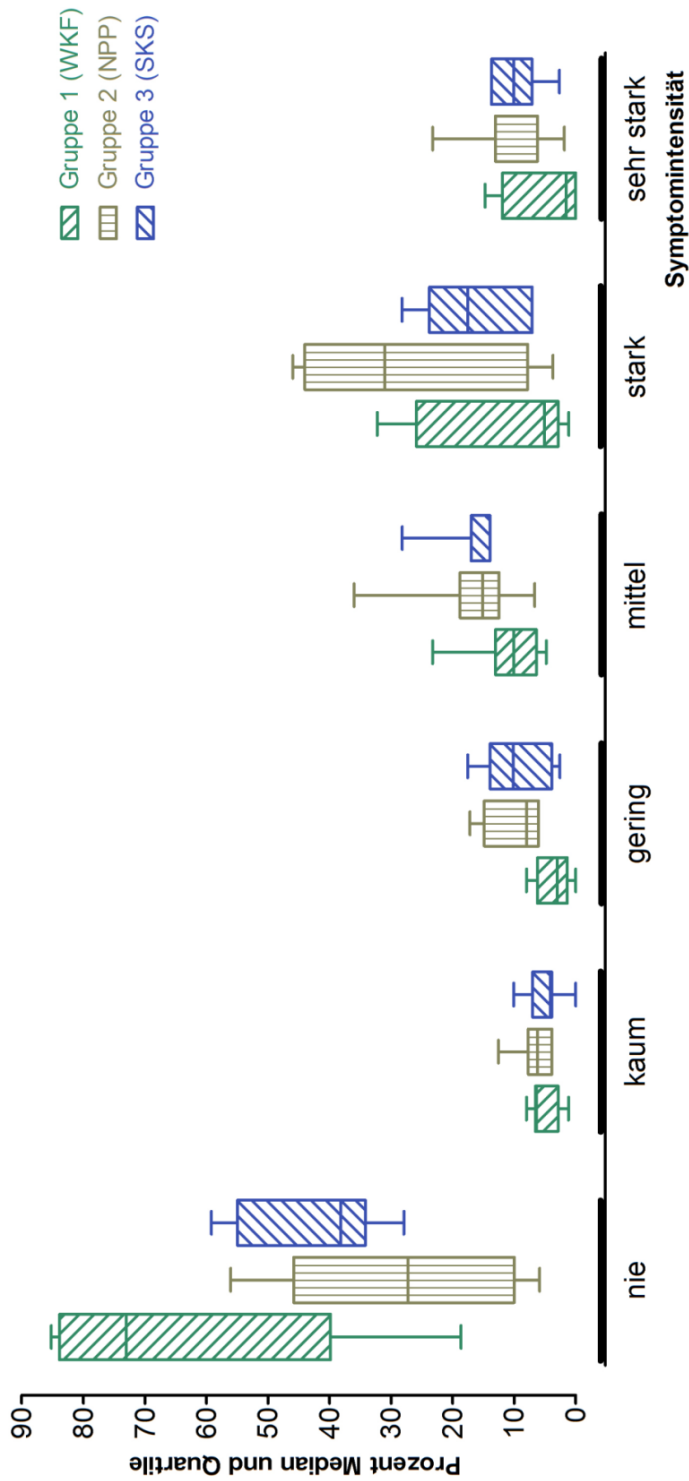 Gruppe 1 (WKF)
Gruppe 2 (NPP)
Gruppe 3 (SKS)
Prozent Median und Quartile
90
80
70
60
50
40
30
20
10
0
nie
kaum
gering
mittel
stark
sehr stark
Symptomintensität